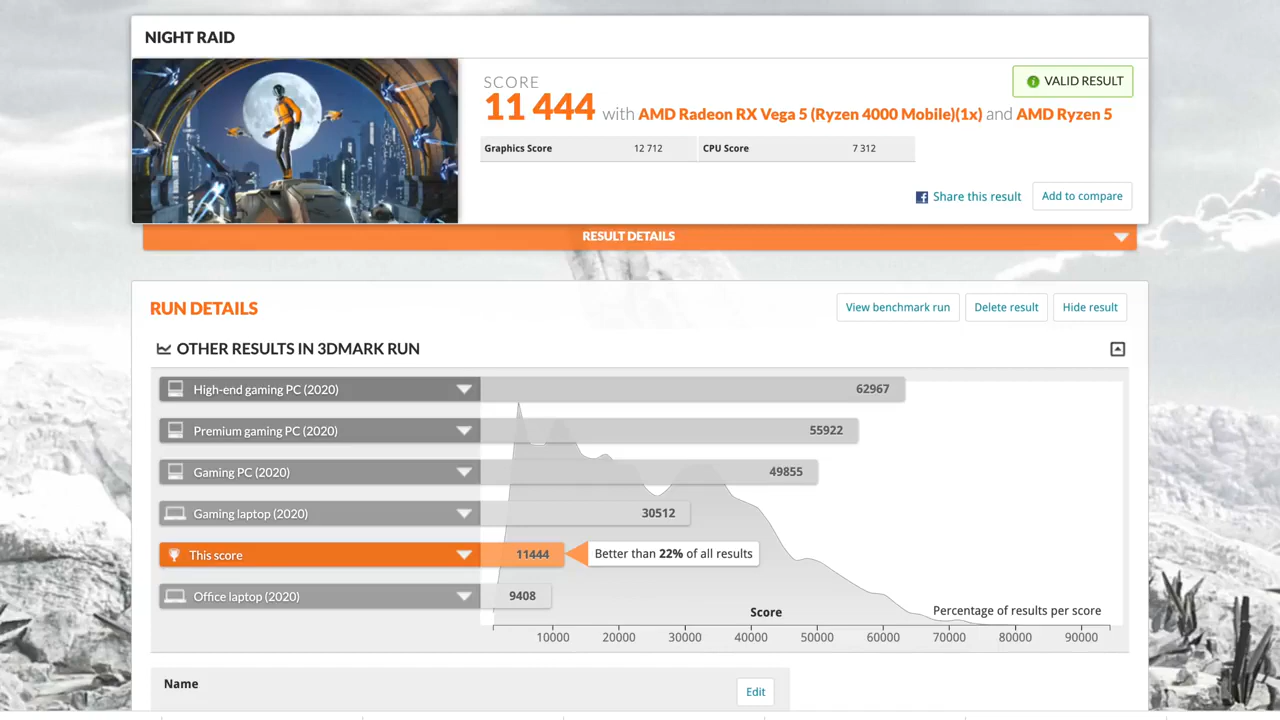 NIGHT RAID
SCORE
VALID RESULT
11 444 with AMD Radeon RX Vega 5 (Ryzen 4000 Mobile)(1x) and AMD Ryzen 5
Graphics Score 12 712 CPU Score 7 312
Share this result Add to compare
RESULT DETAILS
RUN DETAILS
View benchmark run Delete result Hide result
OTHER RESULTS IN 3DMARK RUN
High-end gaming PC (2020) 62967
Premium gaming PC (2020) 55922
Gaming PC (2020) 49855
Gaming laptop (2020) 30512
This score 11444 Better than 22% of all results
Office laptop (2020) 9408
Score Percentage of results per score
10000 20000 30000 40000 50000 60000 70000 80000 90000
Name
Edit